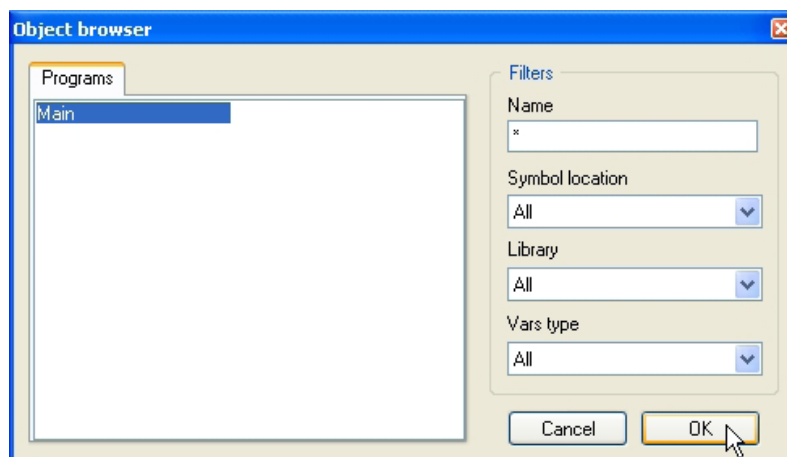 Object browser
Programs
Main
Filters
Name
*
Symbol location
All
Library
All
Vars type
All
Cancel
OK